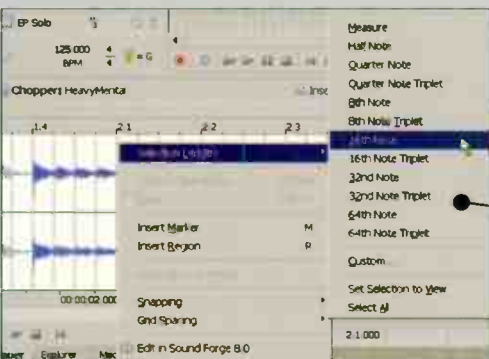 EP Solo
125.000
BPM
4
4
= G
Choppers HeavyMental
Inse
1.4
2.1
2.2
2.3
Insert Marker M
Insert Region R
Snapping
Grid Spacing
Edit in Sound Forge 8.0
Measure
Half Note
Quarter Note
Quarter Note Triplet
8th Note
8th Note Triplet
16th Note
16th Note Triplet
32nd Note
32nd Note Triplet
64th Note
64th Note Triplet
Custom...
Set Selection to View
Select All
2.1.000
00:00:02.000
Explorer